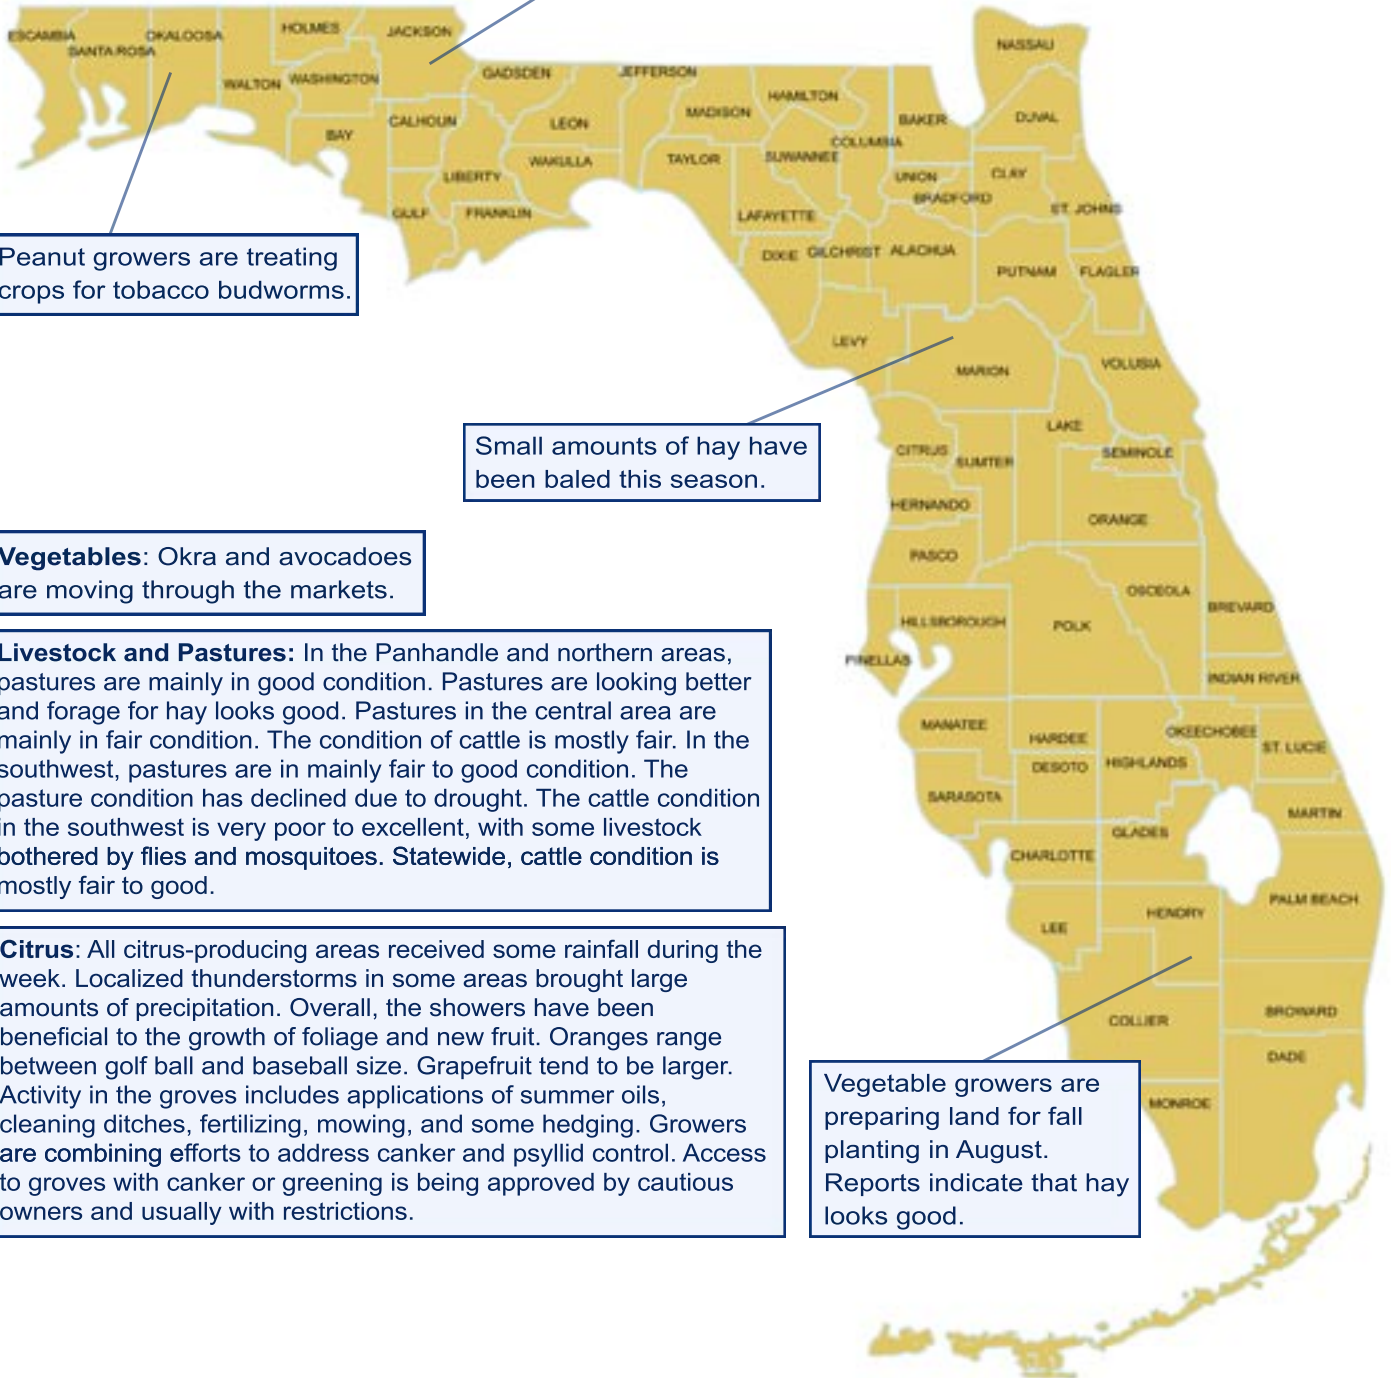 ESCAMBIA
SANTA ROSA
OKALOOSA
HOLMES
JACKSON
WALTON
WASHINGTON
GADSDEN
JEFFERSON
HAMILTON
NASSAU
MADISON
BAKER
DUVAL
CALHOUN
LEON
BAY
COLUMBIA
LIBERTY
WAKULLA
TAYLOR
SUWANNEE
UNION
CLAY
BRADFORD
GULF
FRANKLIN
LAFAYETTE
ST. JOHNS
DIXIE
GILCHRIST
ALACHUA
PUTNAM
FLAGLER
Peanut growers are treating
crops for tobacco budworms.
LEVY
MARION
VOLUSIA
Small amounts of hay have
been baled this season.
LAKE
CITRUS
SUMTER
SEMINOLE
HERNANDO
ORANGE
PASCO
OSCEOLA
BREVARD
HILLSBOROUGH
POLK
PINELLAS
INDIAN RIVER
MANATEE
HARDEE
OKEECHOBEE
ST. LUCIE
DESOTO
HIGHLANDS
SARASOTA
MARTIN
GLADES
CHARLOTTE
PALM BEACH
HENDRY
LEE
COLLIER
BROWARD
DADE
MONROE
Vegetables: Okra and avocadoes
are moving through the markets.
Livestock and Pastures: In the Panhandle and northern areas,
pastures are mainly in good condition. Pastures are looking better
and forage for hay looks good. Pastures in the central area are
mainly in fair condition. The condition of cattle is mostly fair. In the
southwest, pastures are in mainly fair to good condition. The
pasture condition has declined due to drought. The cattle condition
in the southwest is very poor to excellent, with some livestock
bothered by flies and mosquitoes. Statewide, cattle condition is
mostly fair to good.
Citrus: All citrus-producing areas received some rainfall during the
week. Localized thunderstorms in some areas brought large
amounts of precipitation. Overall, the showers have been
beneficial to the growth of foliage and new fruit. Oranges range
between golf ball and baseball size. Grapefruit tend to be larger.
Activity in the groves includes applications of summer oils,
cleaning ditches, fertilizing, mowing, and some hedging. Growers
are combining efforts to address canker and psyllid control. Access
to groves with canker or greening is being approved by cautious
owners and usually with restrictions.
Vegetable growers are
preparing land for fall
planting in August.
Reports indicate that hay
looks good.